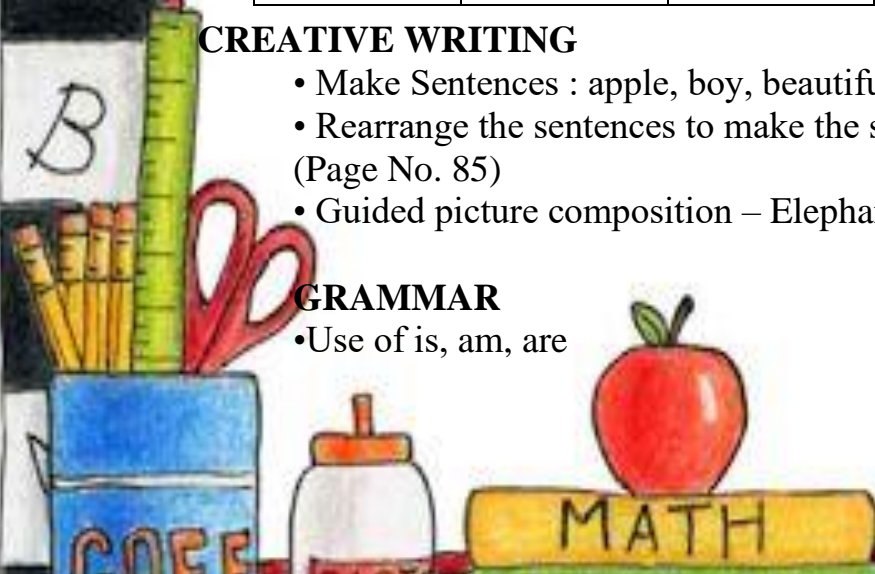 CREATIVE WRITING
• Make Sentences : apple, boy, beautifu
• Rearrange the sentences to make the s
(Page No. 85)
• Guided picture composition – Elepha
GRAMMAR
•Use of is, am, are
B
MATH